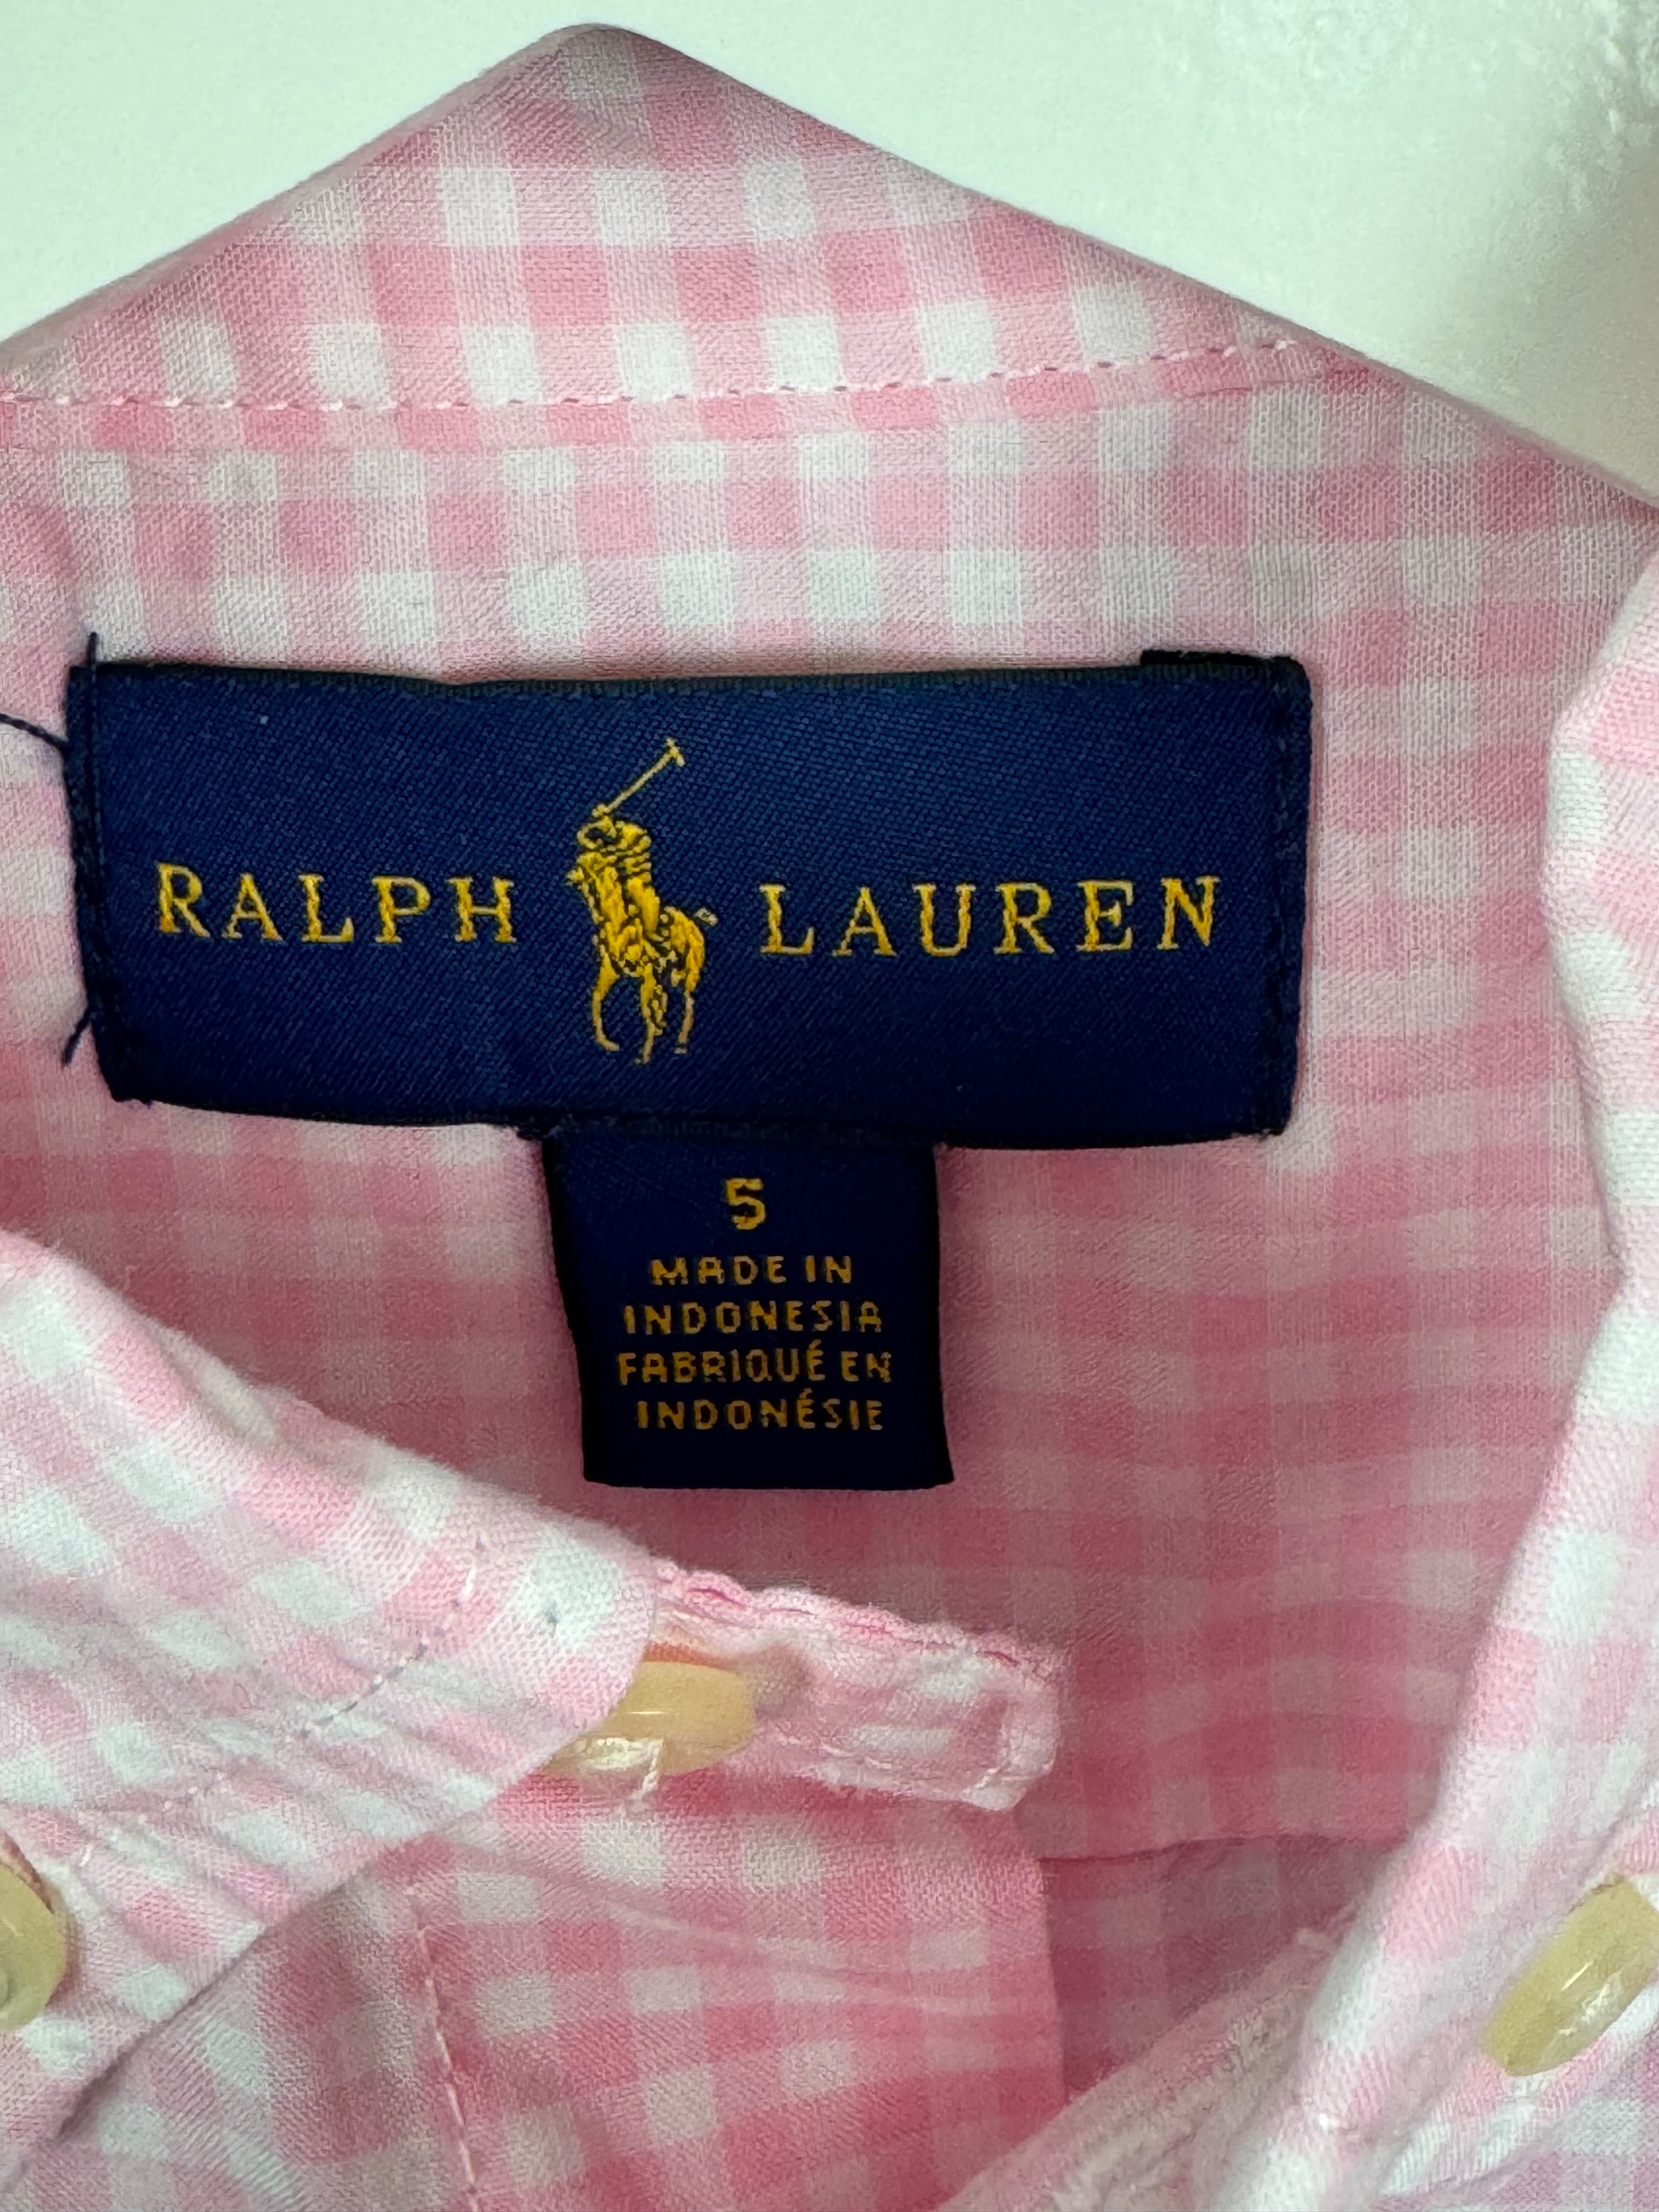 RALPH LAUREN
5
MADE IN
INDONESIA
FABRIQUÉ EN
INDONÉSIE